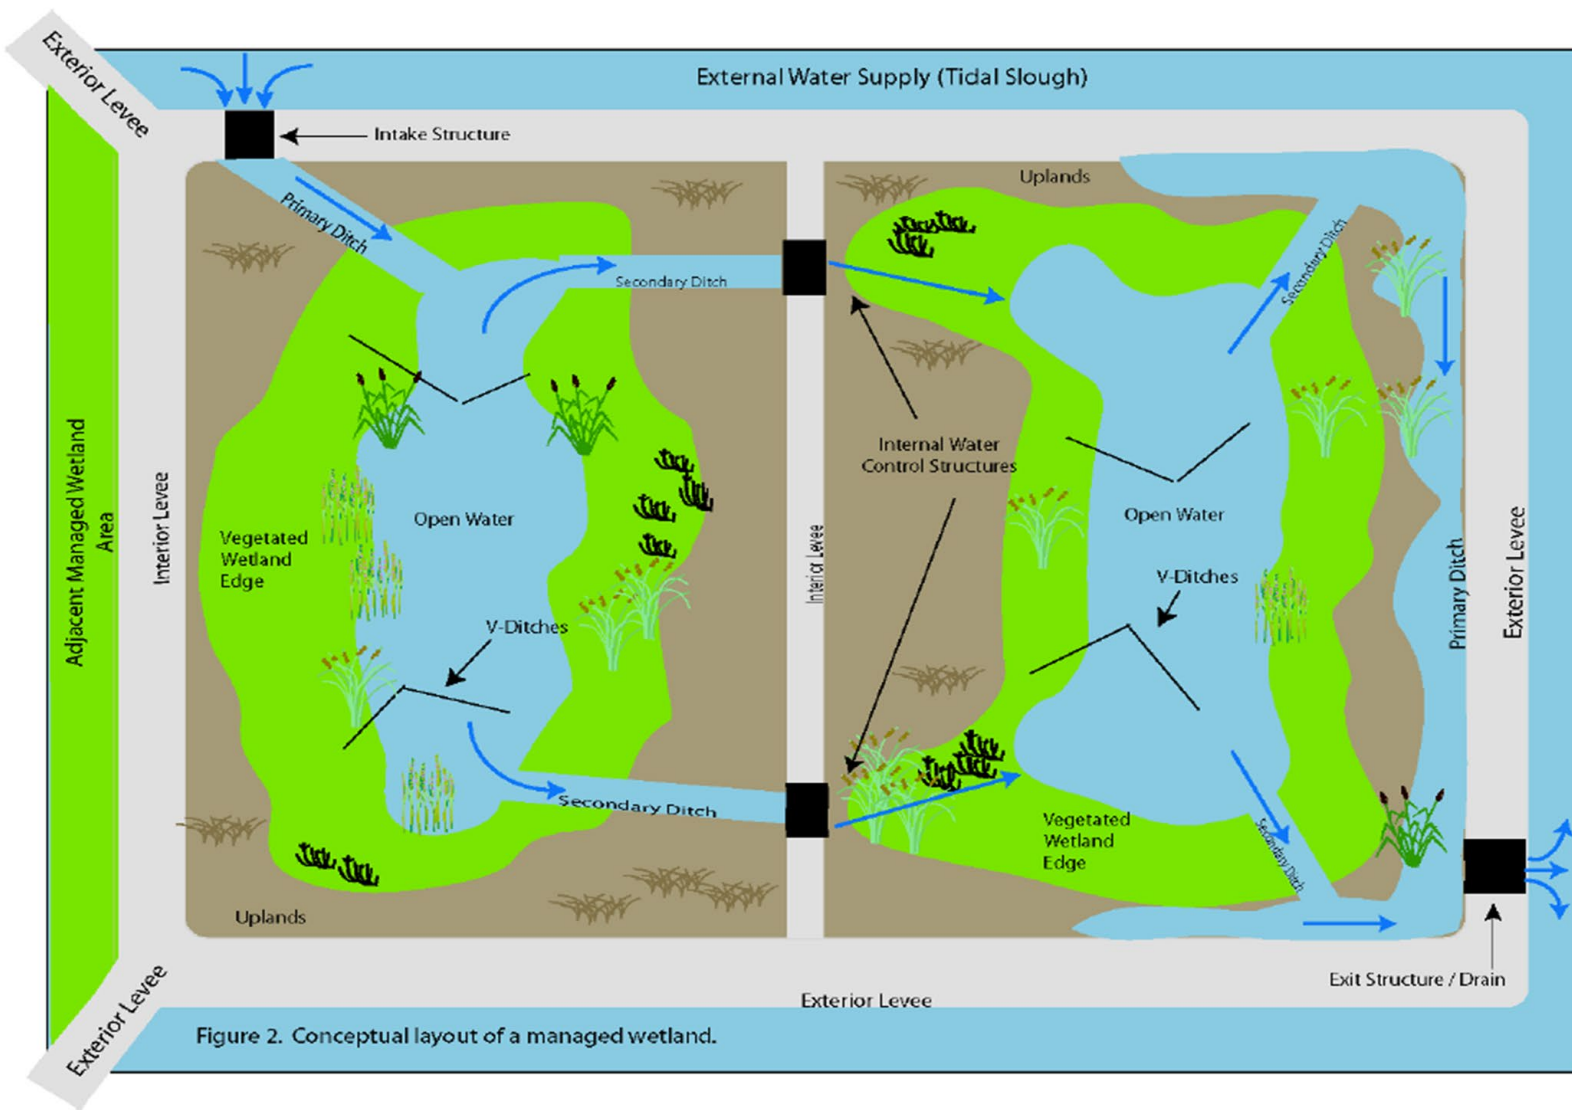 Exterior Levee
External Water Supply (Tidal Slough)
Intake Structure
Uplands
Primary Ditch
Secondary Ditch
Secondary Ditch
Internal Water
Control Structures
Adjacent Managed Wetland
Area
Interior Levee
Vegetated
Wetland
Edge
Open Water
Interior Levee
Open Water
V-Ditches
V-Ditches
Primary Ditch
Exterior Levee
Secondary Ditch
Vegetated
Wetland
Edge
Secondary Ditch
Uplands
Exit Structure / Drain
Exterior Levee
Exterior Levee
Figure 2. Conceptual layout of a managed wetland.